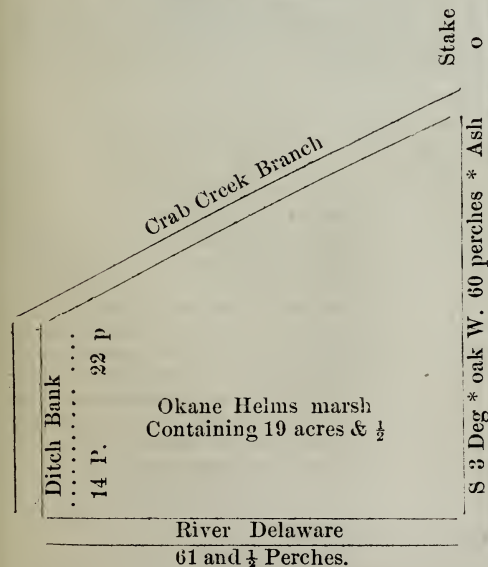 Stake
o
Crab Creek Branch
S 3 Deg * oak W. 60 perches * Ash
Ditch Bank
14 P. 22 p
Okane Helms marsh
Containing 19 acres & ½
River Delaware
61 and ½ Perches.